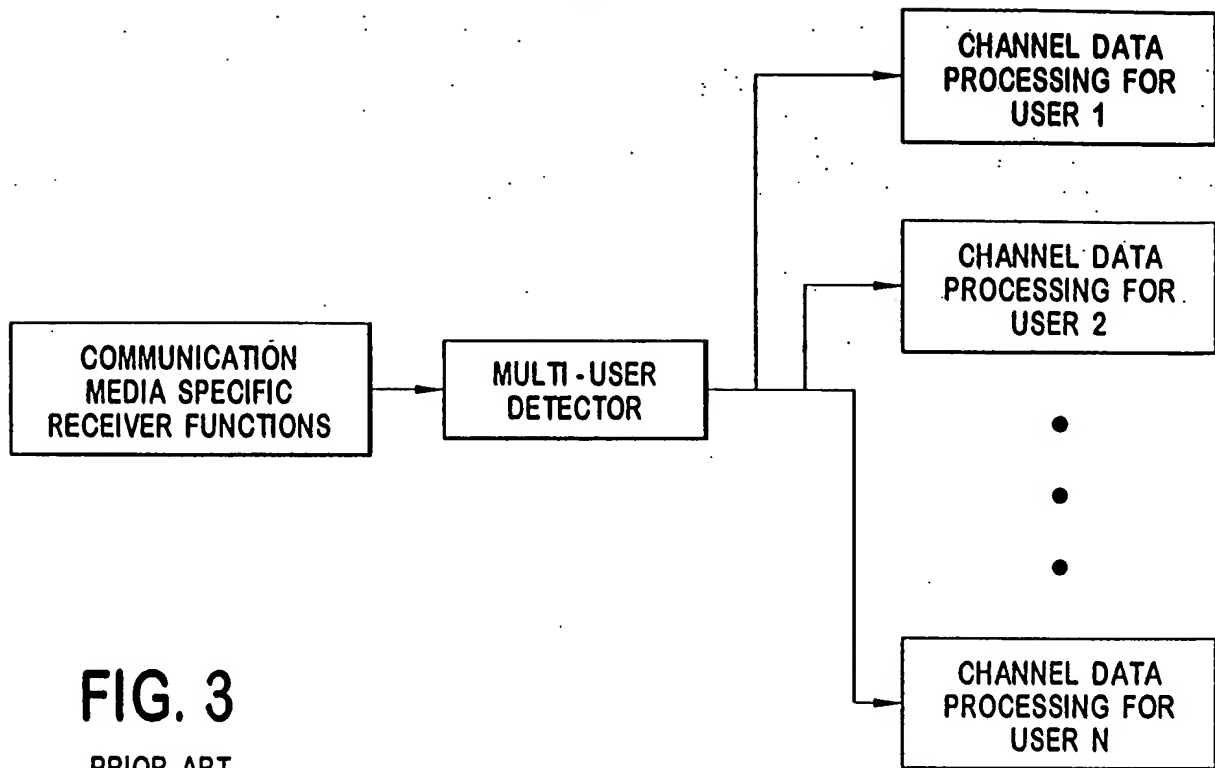 CHANNEL DATA
PROCESSING FOR
USER 1
CHANNEL DATA
PROCESSING FOR
USER 2
COMMUNICATION
MEDIA SPECIFIC
RECEIVER FUNCTIONS
MULTI-USER
DETECTOR
CHANNEL DATA
PROCESSING FOR
USER N
FIG. 3
PRIOR ART